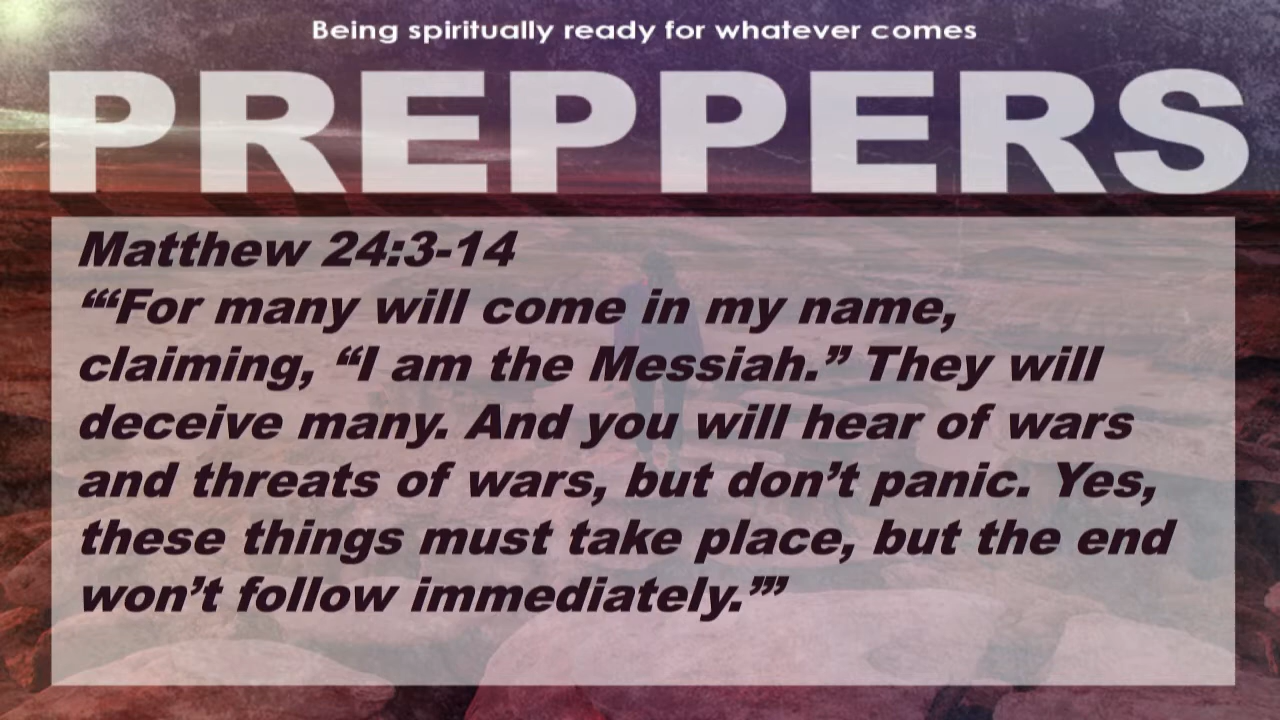 Being spiritually ready for whatever comes
PREPPERS
Matthew 24:3-14
“‘For many will come in my name,
claiming, “I am the Messiah.” They will
deceive many. And you will hear of wars
and threats of wars, but don’t panic. Yes,
these things must take place, but the end
won’t follow immediately.’”